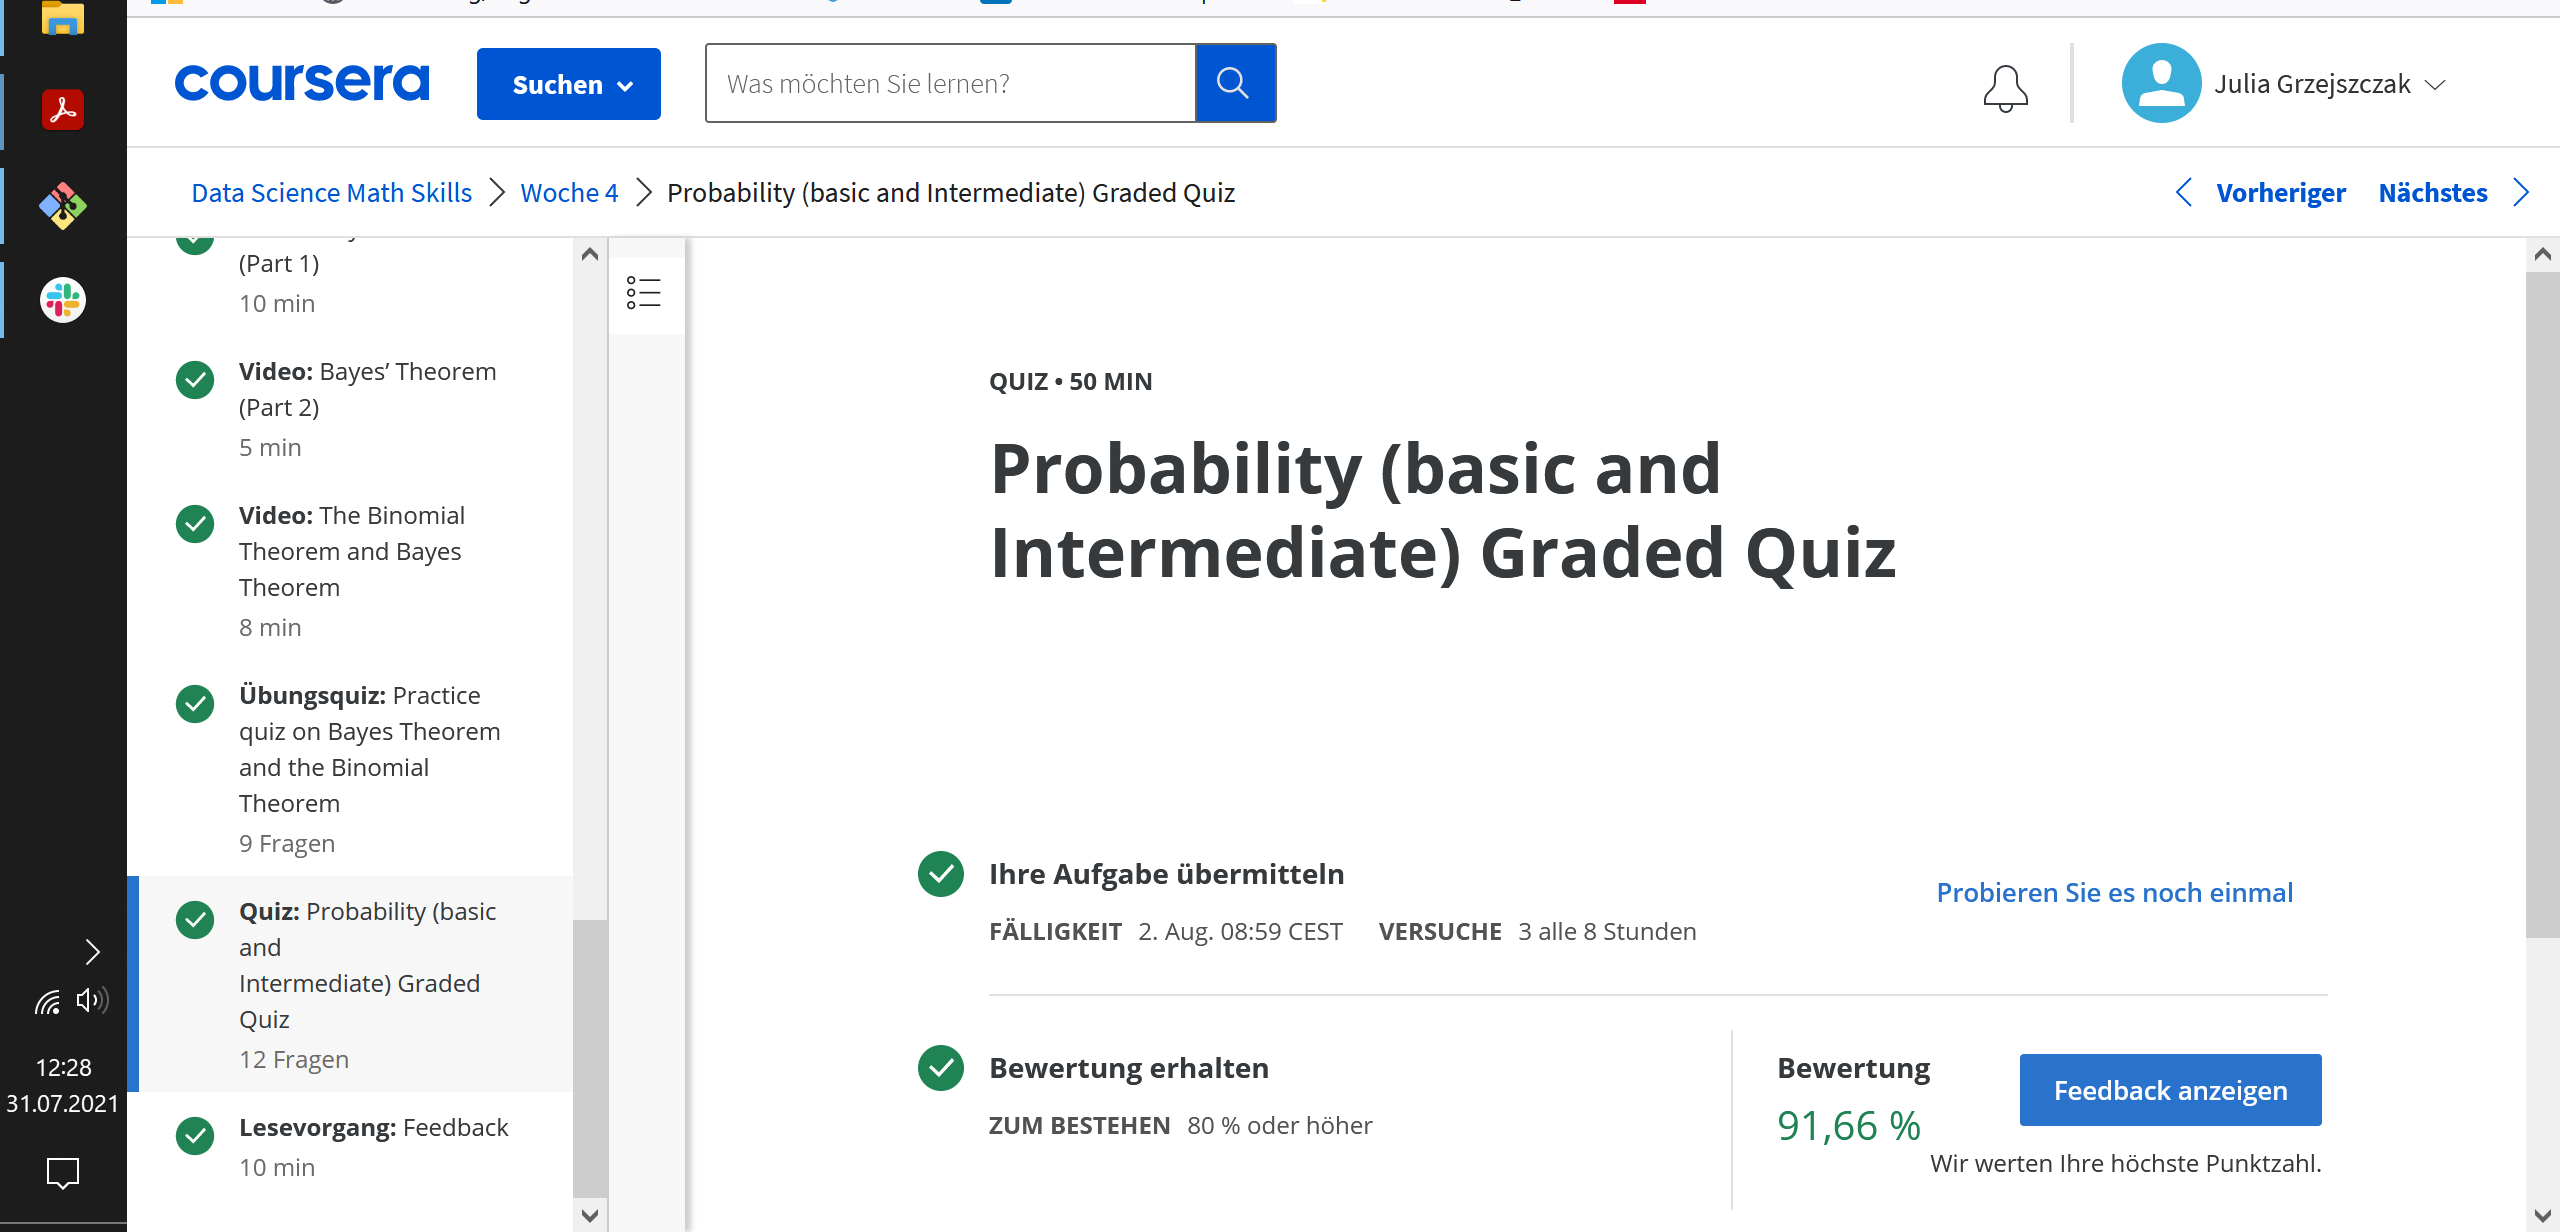 coursera
Suchen
Was möchten Sie lernen?
Julia Grzejszczak
Data Science Math Skills
Woche 4
Probability (basic and Intermediate) Graded Quiz
Vorheriger
Nächstes
(Part 1)
10 min
Video: Bayes’ Theorem
(Part 2)
5 min
Video: The Binomial
Theorem and Bayes
Theorem
8 min
Übungsquiz: Practice
quiz on Bayes Theorem
and the Binomial
Theorem
9 Fragen
Quiz: Probability (basic
and
Intermediate) Graded
Quiz
12 Fragen
Lesevorgang: Feedback
10 min
QUIZ • 50 MIN
Probability (basic and
Intermediate) Graded Quiz
Ihre Aufgabe übermitteln
FÄLLIGKEIT 2. Aug. 08:59 CEST VERSUCHE 3 alle 8 Stunden
Probieren Sie es noch einmal
Bewertung erhalten
ZUM BESTEHEN 80 % oder höher
Bewertung
91,66 %
Feedback anzeigen
Wir werten Ihre höchste Punktzahl.
12:28
31.07.2021